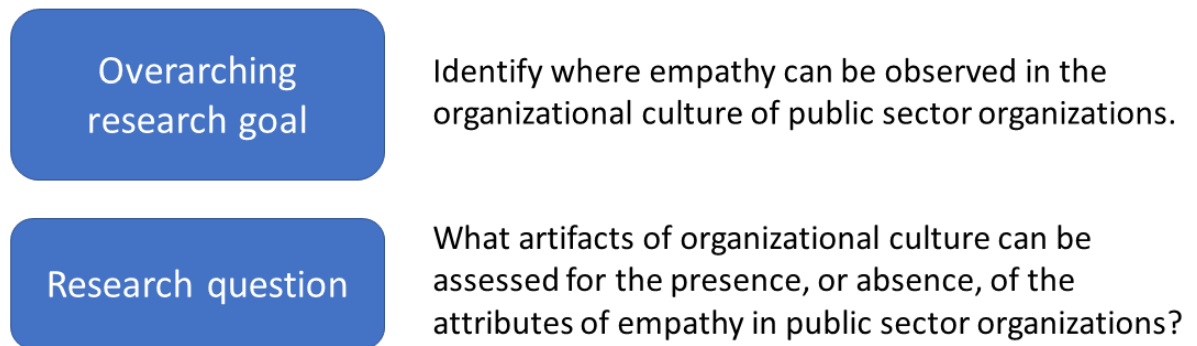 Overarching
research goal
Identify where empathy can be observed in the
organizational culture of public sector organizations.
Research question
What artifacts of organizational culture can be
assessed for the presence, or absence, of the
attributes of empathy in public sector organizations?